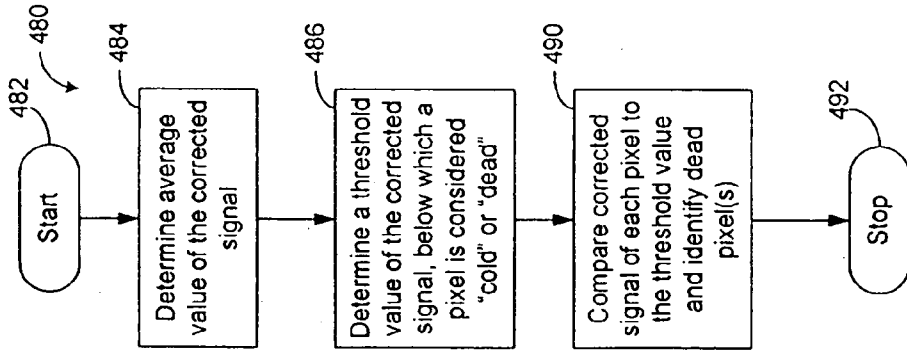 480
482
Start
484
Determine average
value of the corrected
signal
486
Determine a threshold
value of the corrected
signal, below which a
pixel is considered
“cold” or “dead”
490
Compare corrected
signal of each pixel to
the threshold value
and identify dead
pixel(s)
492
Stop